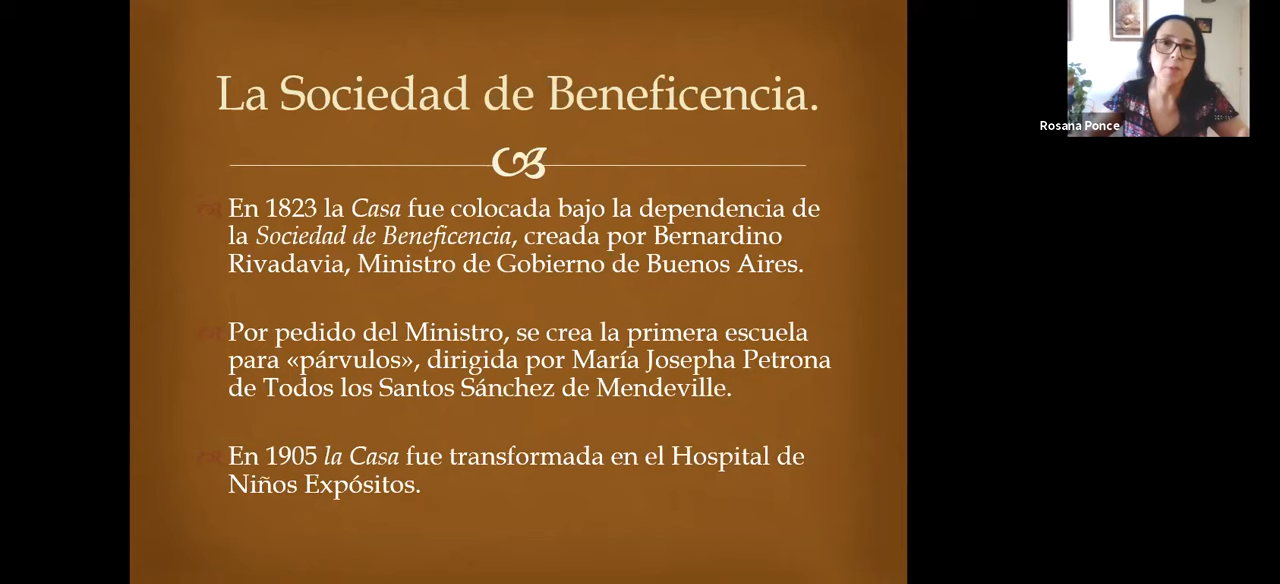 La Sociedad de Beneficencia.
En 1823 la Casa fue colocada bajo la dependencia de
la Sociedad de Beneficencia, creada por Bernardino
Rivadavia, Ministro de Gobierno de Buenos Aires.
Por pedido del Ministro, se crea la primera escuela
para «párvulos», dirigida por María Josepha Petrona
de Todos los Santos Sánchez de Mendeville.
En 1905 la Casa fue transformada en el Hospital de
Niños Expósitos.
Rosana Ponce